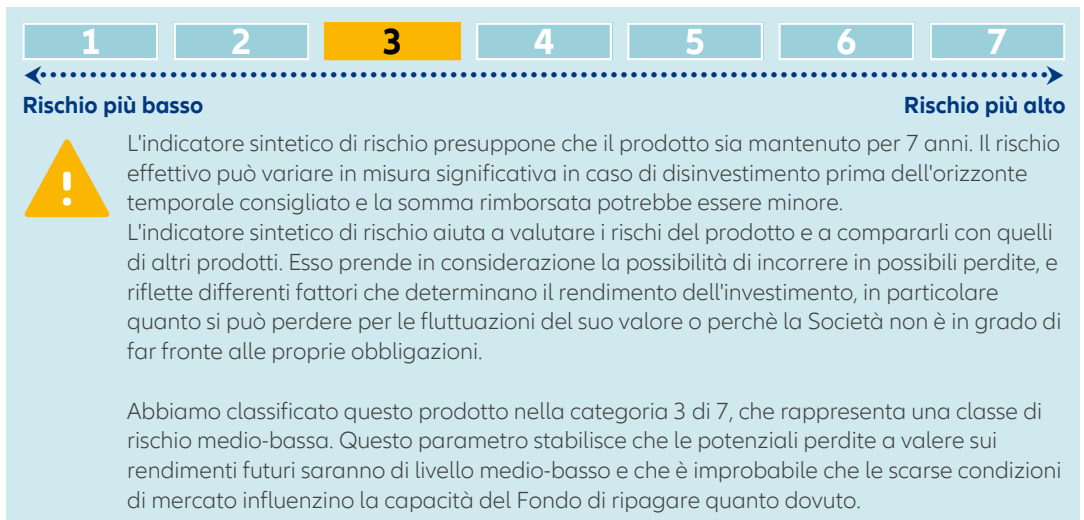 1 2 3 4 5 6 7
Rischio più basso Rischio più alto
L'indicatore sintetico di rischio presuppone che il prodotto sia mantenuto per 7 anni. Il rischio
effettivo può variare in misura significativa in caso di disinvestimento prima dell'orizzonte
temporale consigliato e la somma rimborsata potrebbe essere minore.
L'indicatore sintetico di rischio aiuta a valutare i rischi del prodotto e a compararli con quelli
di altri prodotti. Esso prende in considerazione la possibilità di incorrere in possibili perdite, e
riflette differenti fattori che determinano il rendimento dell'investimento, in particolare
quanto si può perdere per le fluttuazioni del suo valore o perchè la Società non è in grado di
far fronte alle proprie obbligazioni.
Abbiamo classificato questo prodotto nella categoria 3 di 7, che rappresenta una classe di
rischio medio-bassa. Questo parametro stabilisce che le potenziali perdite a valere sui
rendimenti futuri saranno di livello medio-basso e che è improbabile che le scarse condizioni
di mercato influenzino la capacità del Fondo di ripagare quanto dovuto.